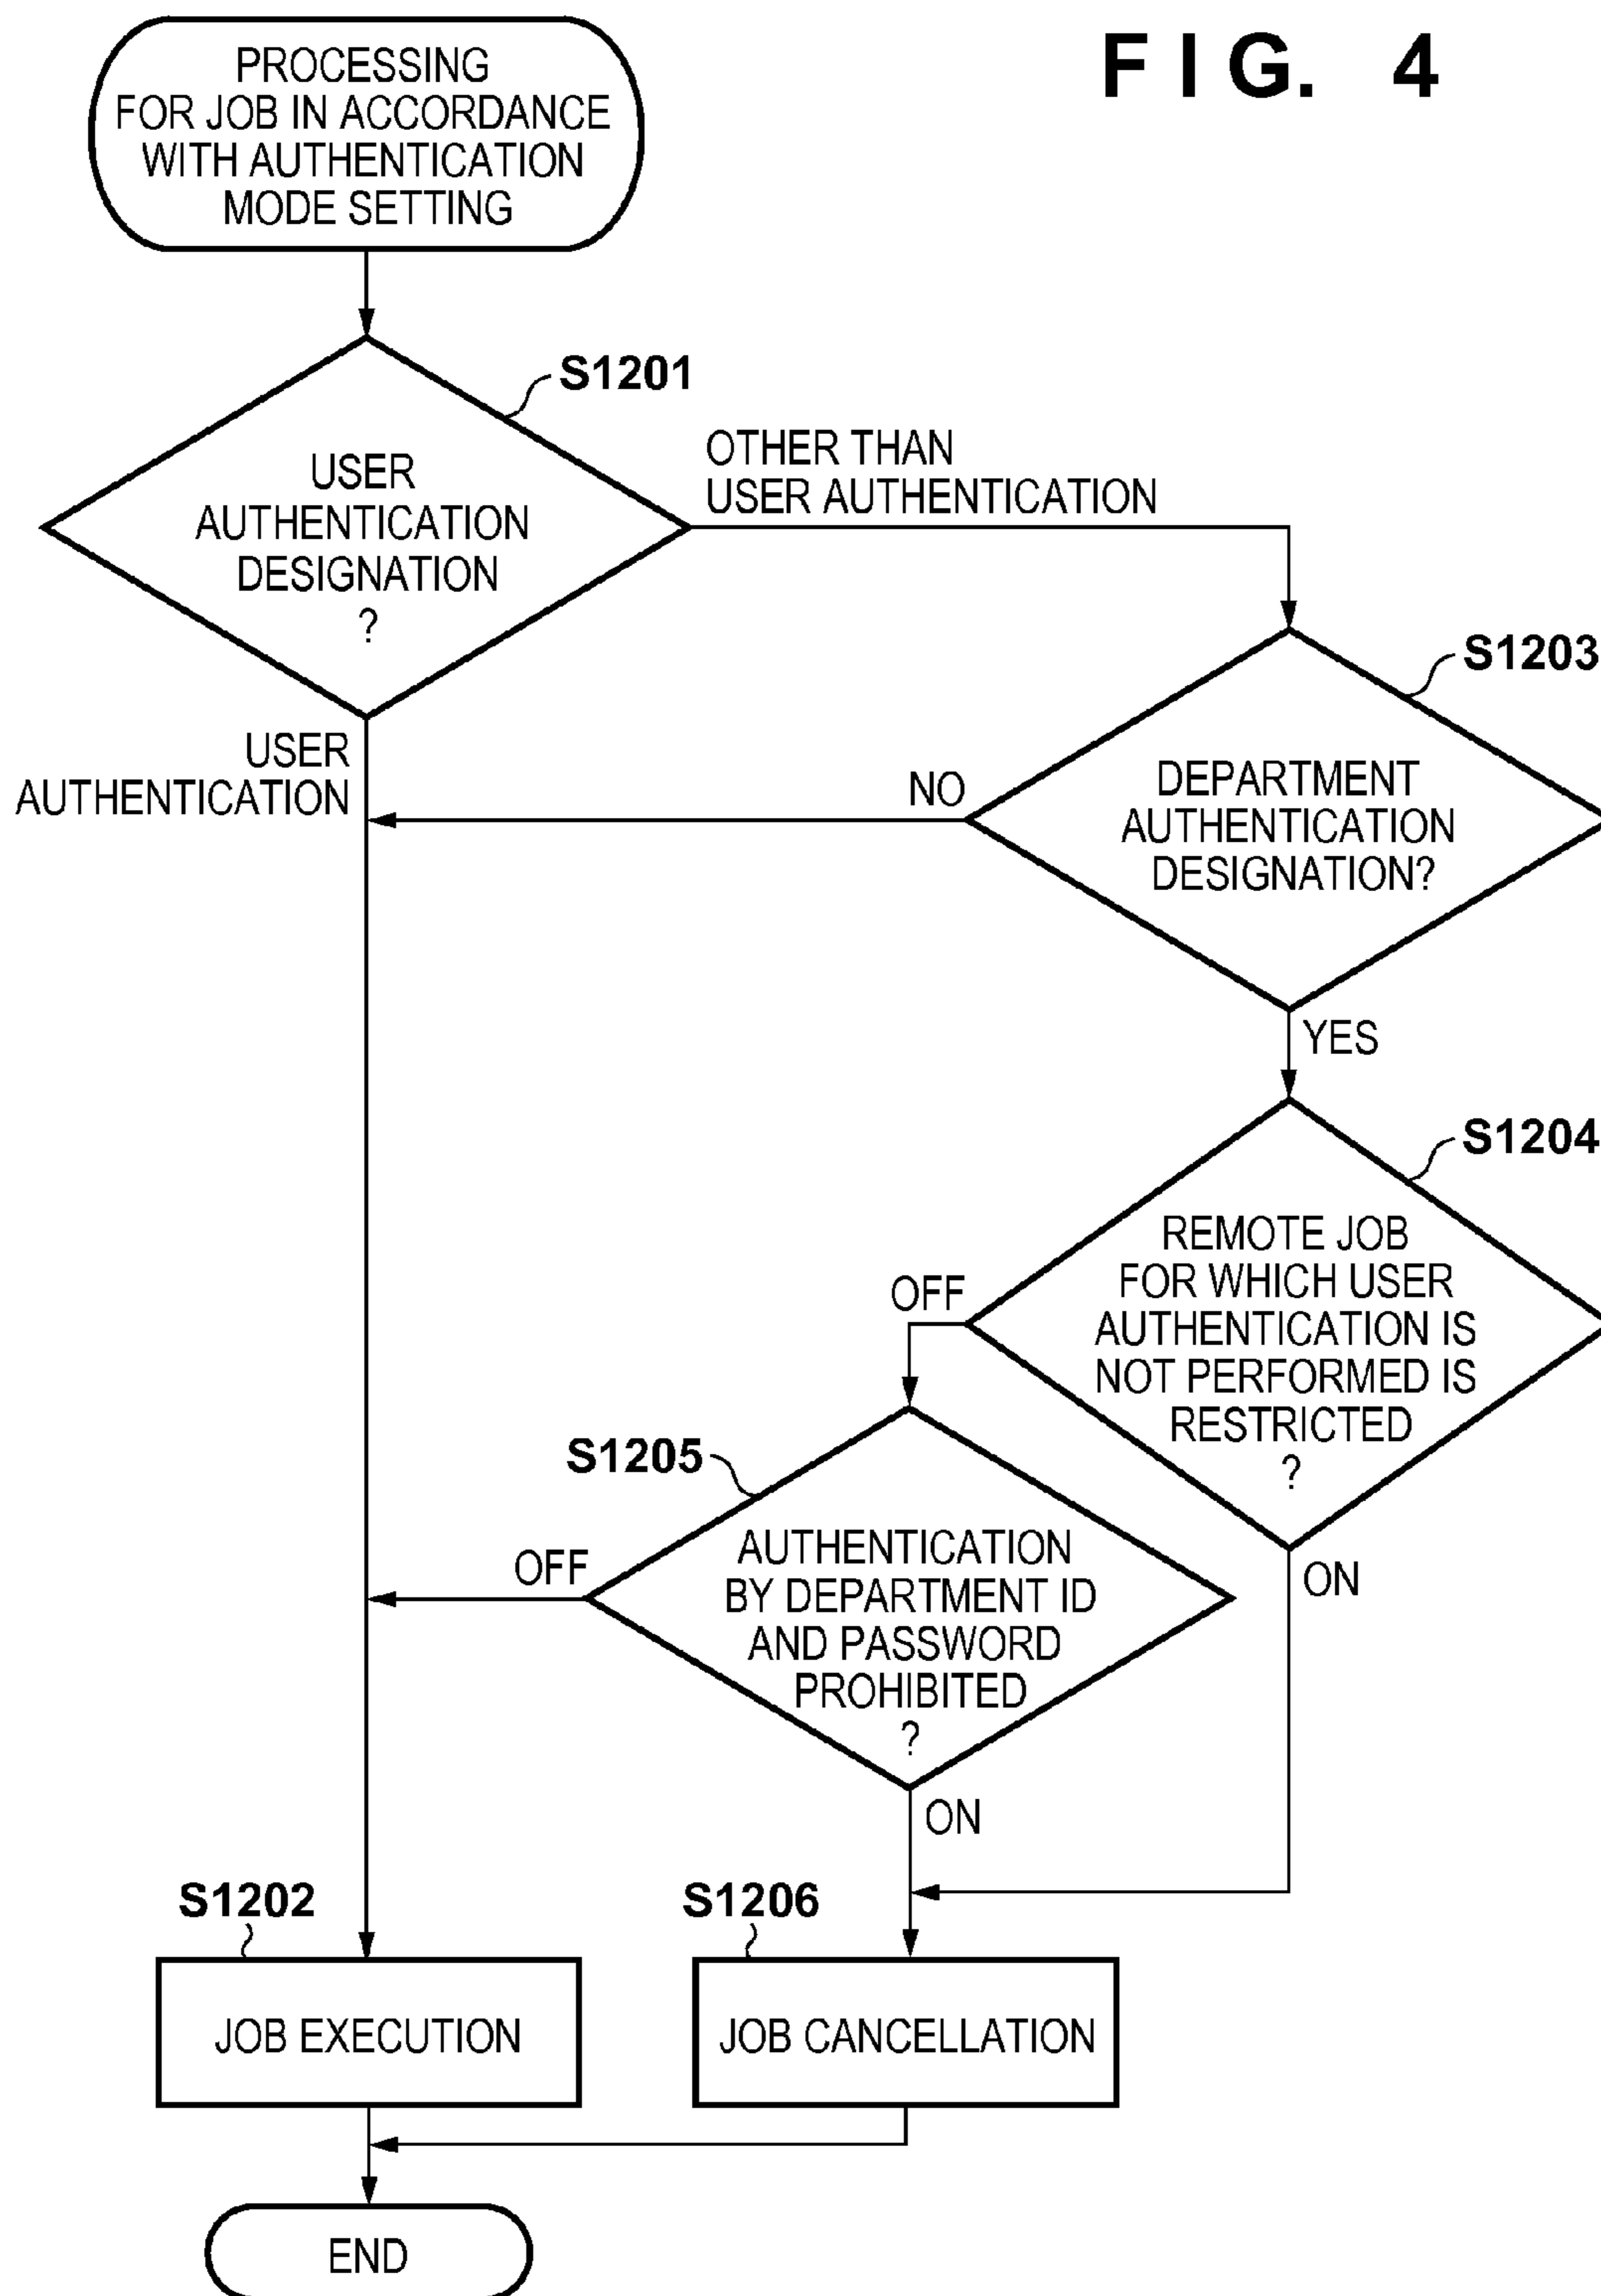 FIG. 4
PROCESSING
FOR JOB IN ACCORDANCE
WITH AUTHENTICATION
MODE SETTING
S1201
USER
AUTHENTICATION
DESIGNATION
?
OTHER THAN
USER AUTHENTICATION
USER
AUTHENTICATION
S1203
DEPARTMENT
AUTHENTICATION
DESIGNATION?
NO
YES
S1204
REMOTE JOB
FOR WHICH USER
AUTHENTICATION IS
NOT PERFORMED IS
RESTRICTED
?
OFF
ON
S1205
AUTHENTICATION
BY DEPARTMENT ID
AND PASSWORD
PROHIBITED
?
OFF
ON
S1202
JOB EXECUTION
S1206
JOB CANCELLATION
END